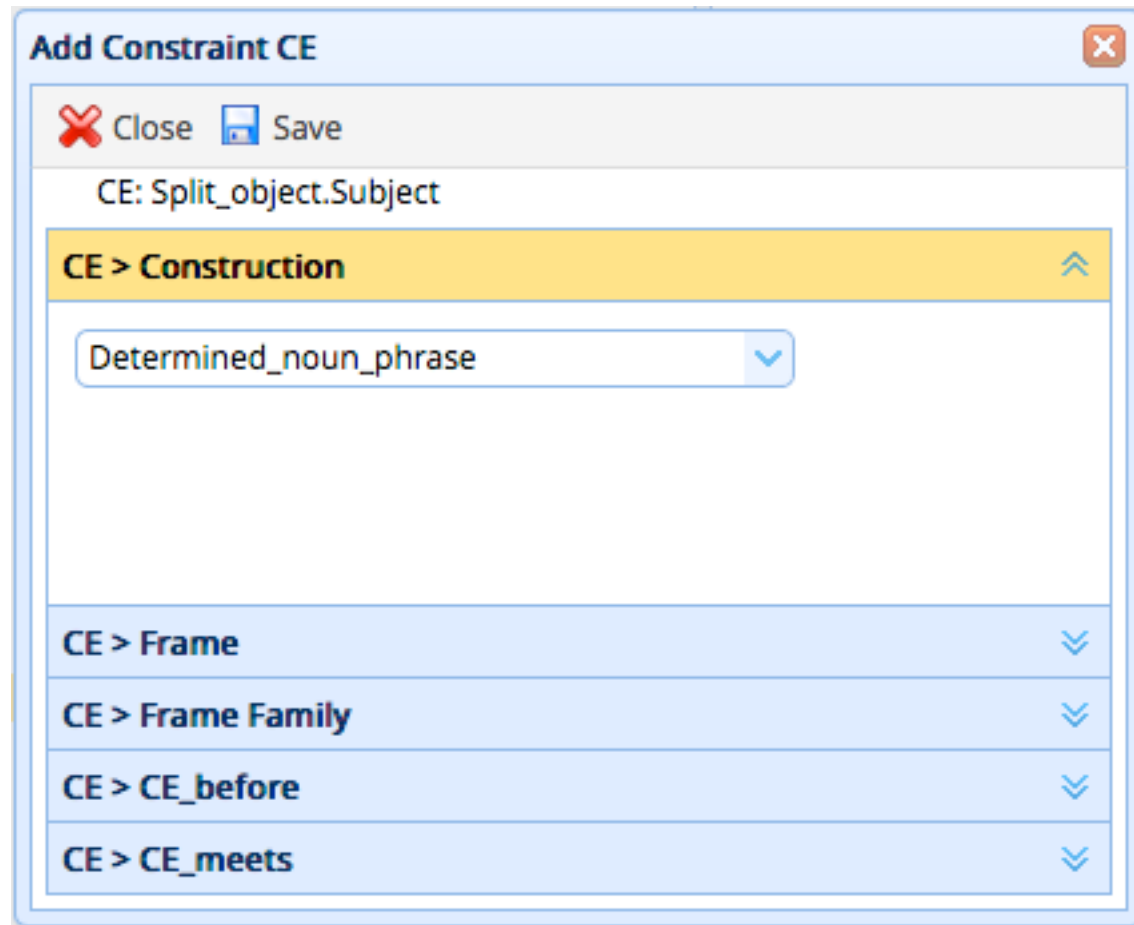 Add Constraint CE
Close Save
CE: Split_object.Subject
CE > Construction
Determined_noun_phrase
CE > Frame
CE > Frame Family
CE > CE_before
CE > CE_meets